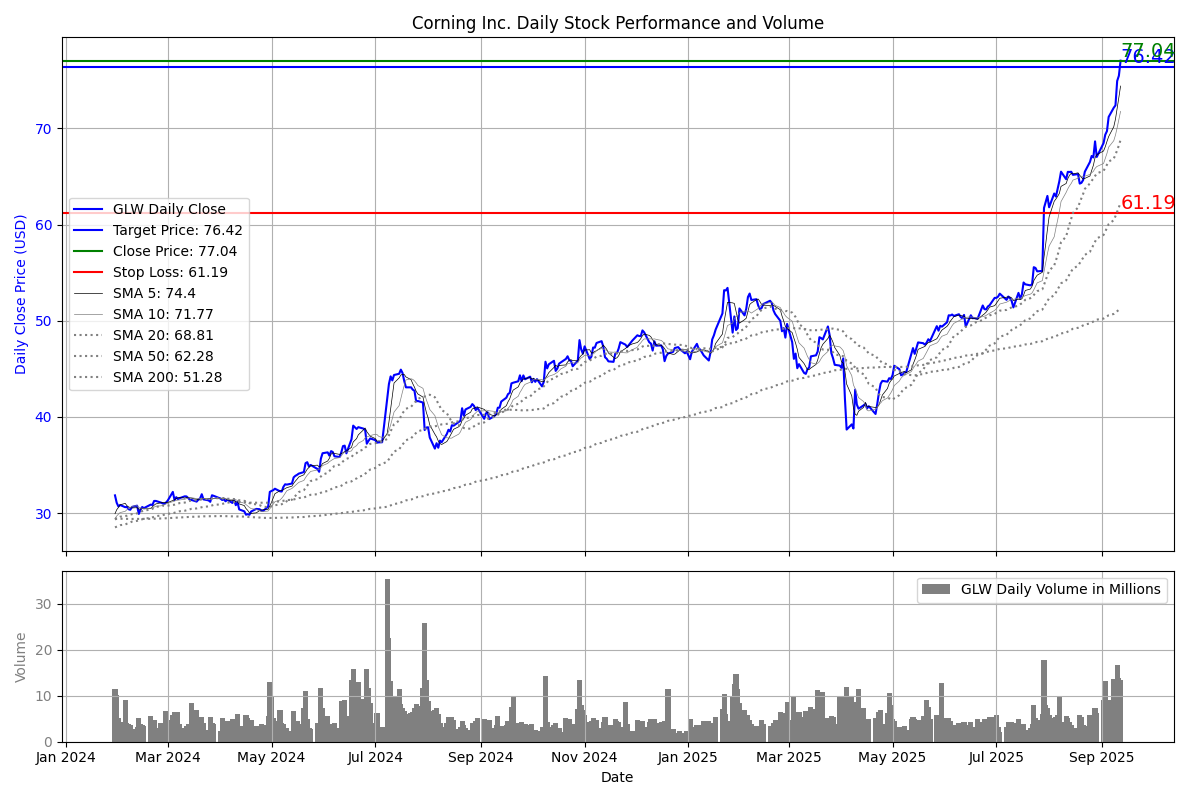 Corning Inc. Daily Stock Performance and Volume
77.04
76.42
70
61.19
60
50
40
30
Daily Close Price (USD)
GLW Daily Close
Target Price: 76.42
Close Price: 77.04
Stop Loss: 61.19
SMA 5: 74.4
SMA 10: 71.77
SMA 20: 68.81
SMA 50: 62.28
SMA 200: 51.28
GLW Daily Volume in Millions
30
20
10
0
Volume
Jan 2024 Mar 2024 May 2024 Jul 2024 Sep 2024 Nov 2024 Jan 2025 Mar 2025 May 2025 Jul 2025 Sep 2025
Date